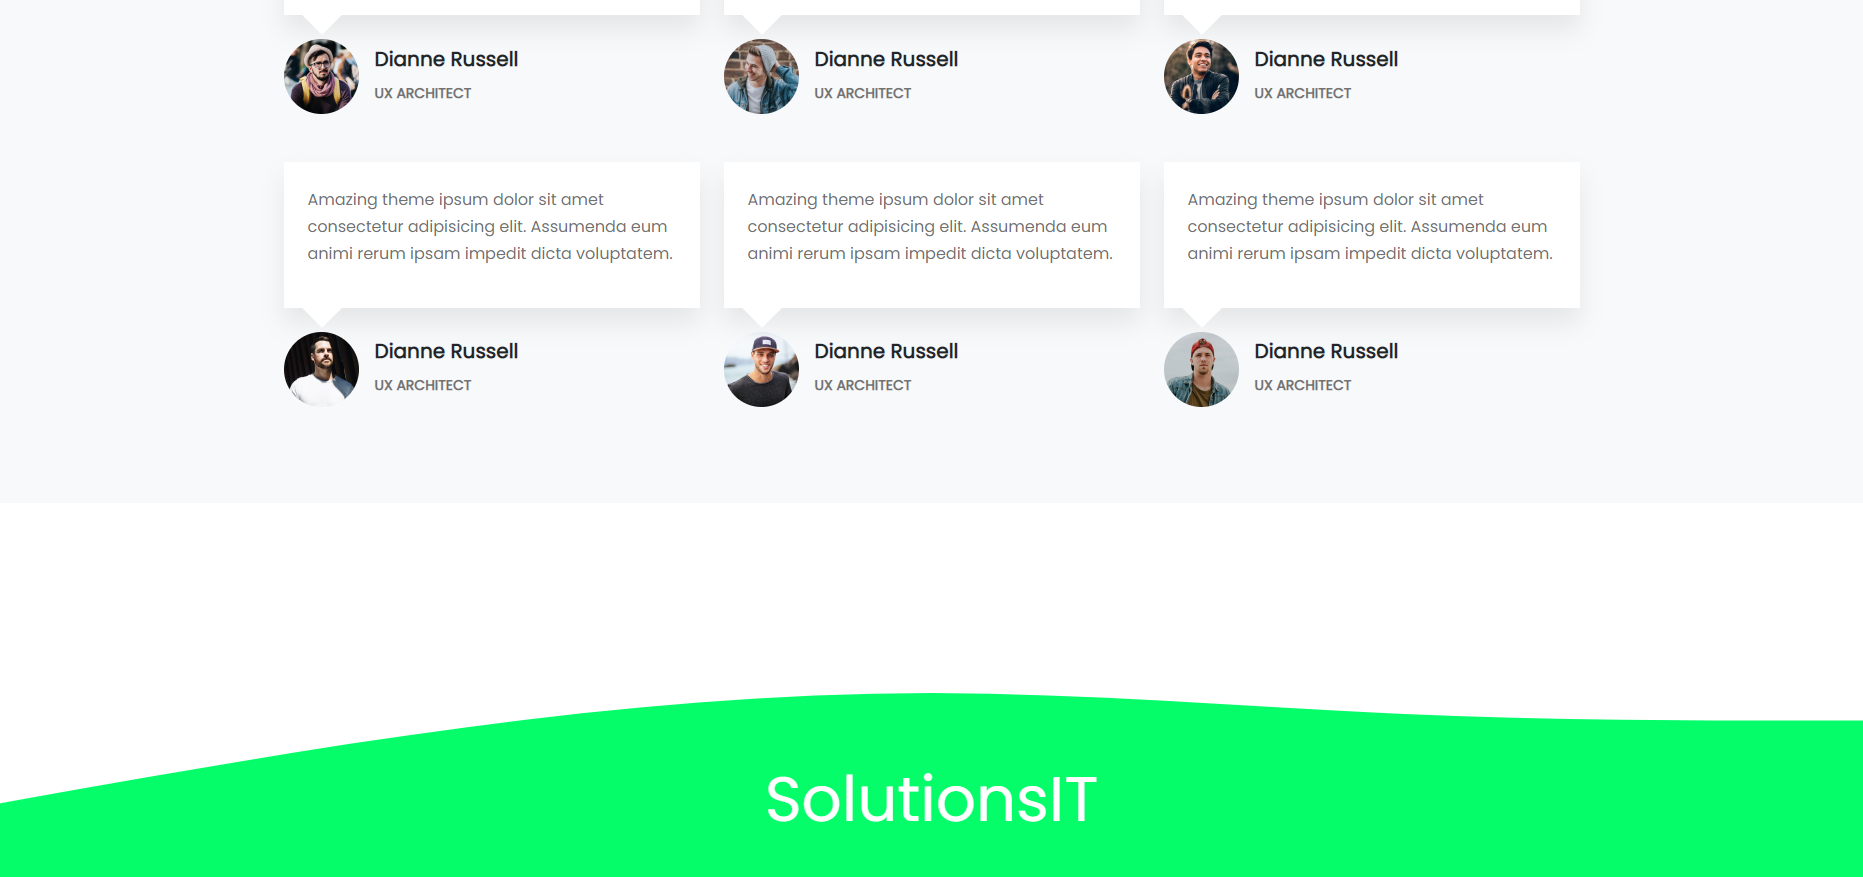 Dianne Russell
UX ARCHITECT
Dianne Russell
UX ARCHITECT
Dianne Russell
UX ARCHITECT
Amazing theme ipsum dolor sit amet
consectetur adipisicing elit. Assumenda eum
animi rerum ipsam impedit dicta voluptatem.
Amazing theme ipsum dolor sit amet
consectetur adipisicing elit. Assumenda eum
animi rerum ipsam impedit dicta voluptatem.
Amazing theme ipsum dolor sit amet
consectetur adipisicing elit. Assumenda eum
animi rerum ipsam impedit dicta voluptatem.
Dianne Russell
UX ARCHITECT
Dianne Russell
UX ARCHITECT
Dianne Russell
UX ARCHITECT
SolutionsIT